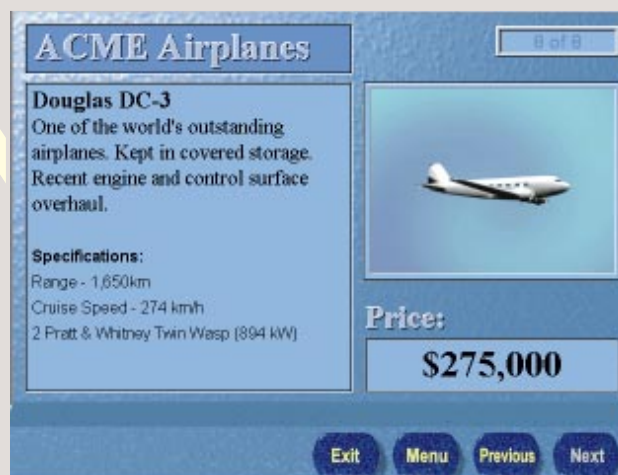 ACME Airplanes
8 of 8
Douglas DC-3
One of the world's outstanding
airplanes. Kept in covered storage.
Recent engine and control surface
overhaul.
Specifications:
Range - 1,650km
Cruise Speed - 274 km/h
2 Pratt & Whitney Twin Wasp (894 kW)
Price:
$275,000
Exit Menu Previous Next